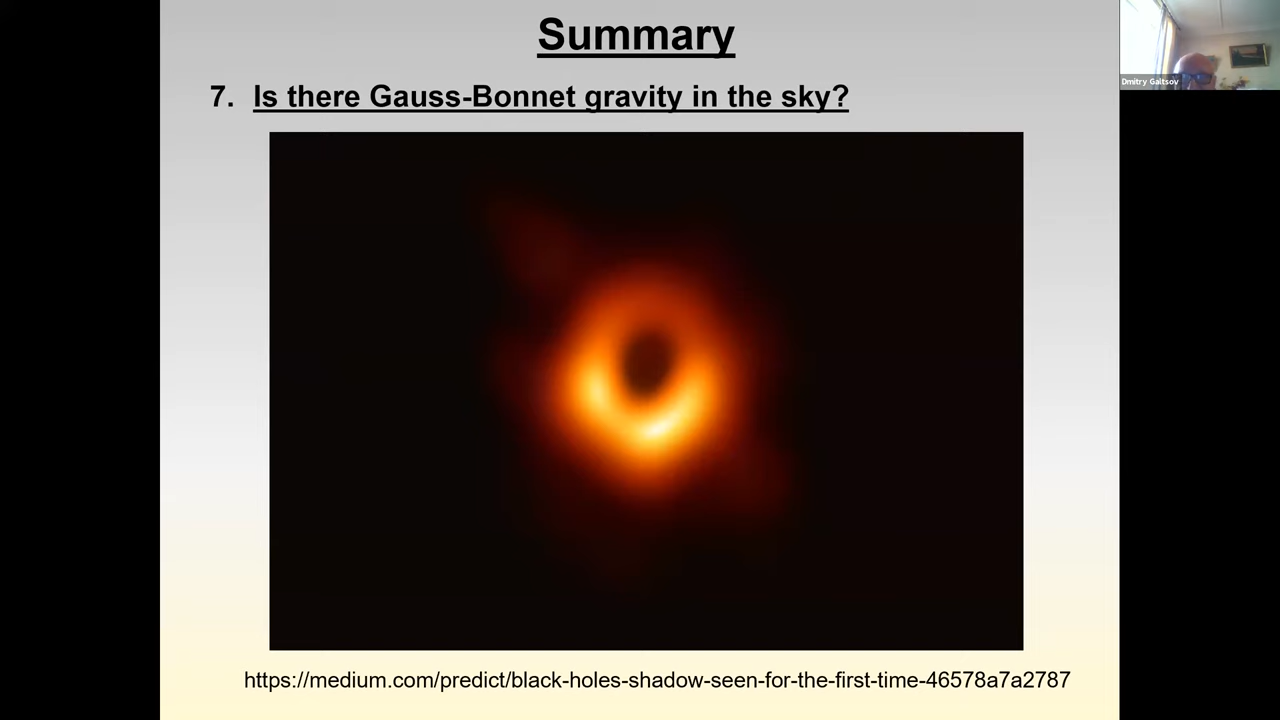 Summary
7. Is there Gauss-Bonnet gravity in the sky?
https://medium.com/predict/black-holes-shadow-seen-for-the-first-time-46578a7a2787
Dmitry Galtsov